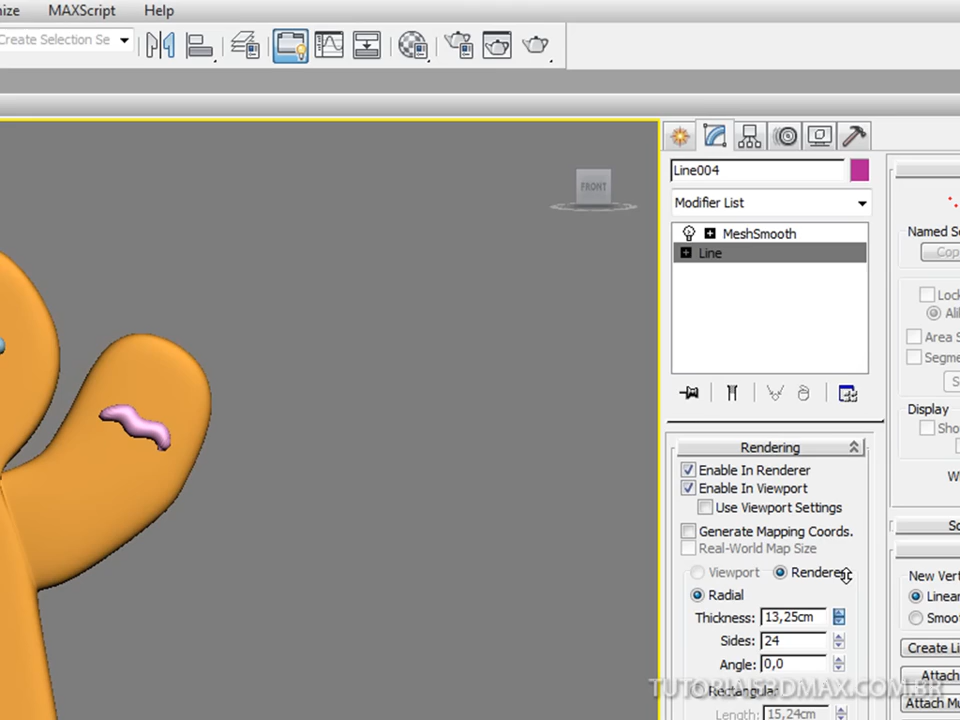 ize MAXScript Help
Create Selection Se
FRONT
Line004
Modifier List
MeshSmooth
Line
Named Se
Cop
Lock
Ali
Area S
Segme
S
Display
Sho
W
Rendering
Enable In Renderer
Enable In Viewport
Use Viewport Settings
Generate Mapping Coords.
Real-World Map Size
Viewport Renderer
Radial
Thickness: 13,25cm
Sides: 24
Angle: 0,0
Rectangular
Length: 15,24cm
So
New Vert
Linear
Smoo
Create Li
Attach
Attach Mu
TUTORIAIS3DMAX.COM.BR